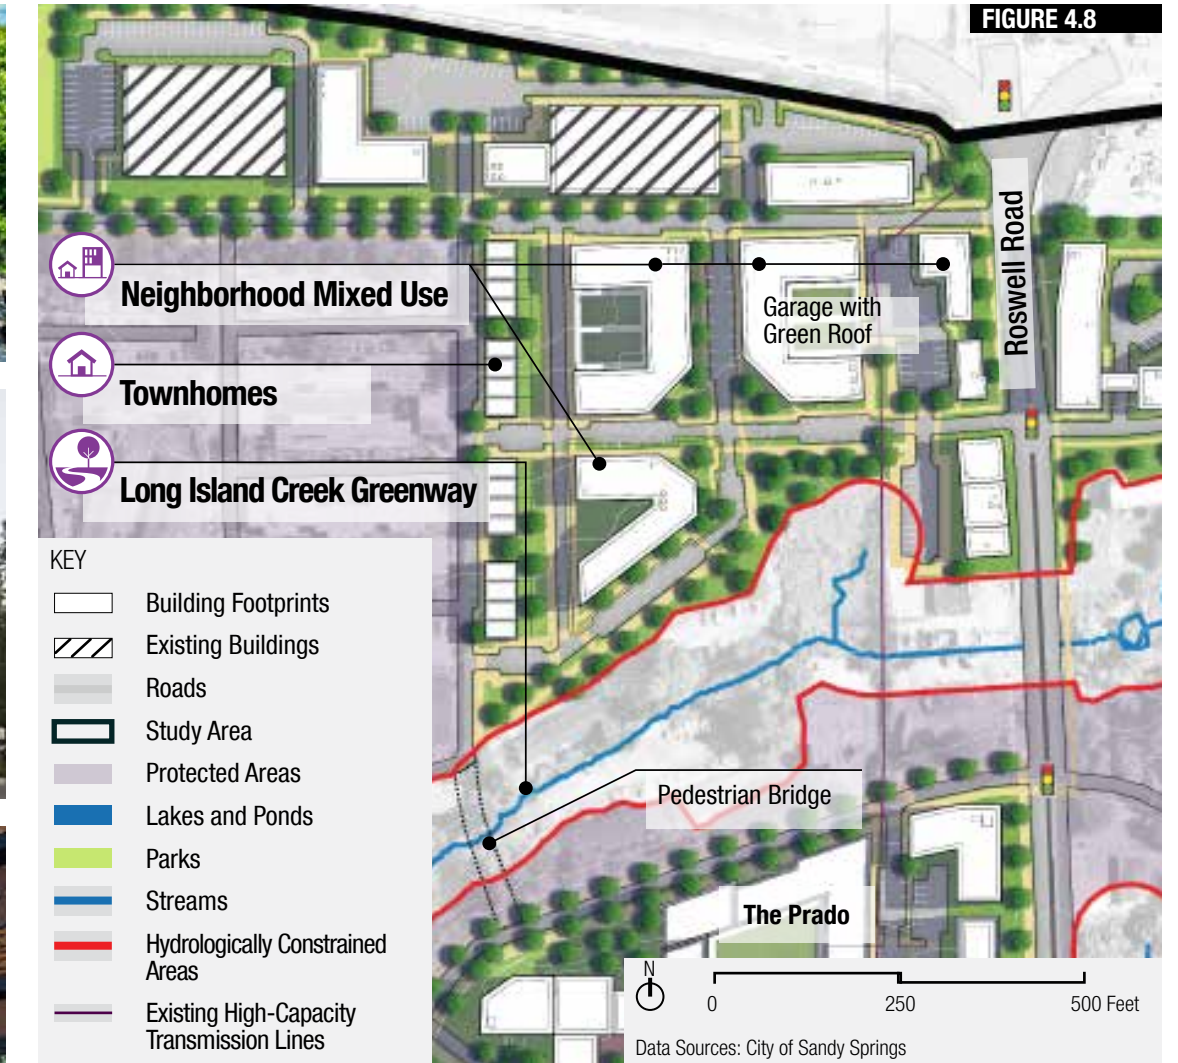 FIGURE 4.8
Roswell Road
Neighborhood Mixed Use
Garage with
Green Roof
Townhomes
Long Island Creek Greenway
KEY
Building Footprints
Existing Buildings
Roads
Study Area
Protected Areas
Lakes and Ponds
Parks
Streams
Hydrologically Constrained
Areas
Existing High-Capacity
Transmission Lines
Pedestrian Bridge
The Prado
N
0 250 500 Feet
Data Sources: City of Sandy Springs